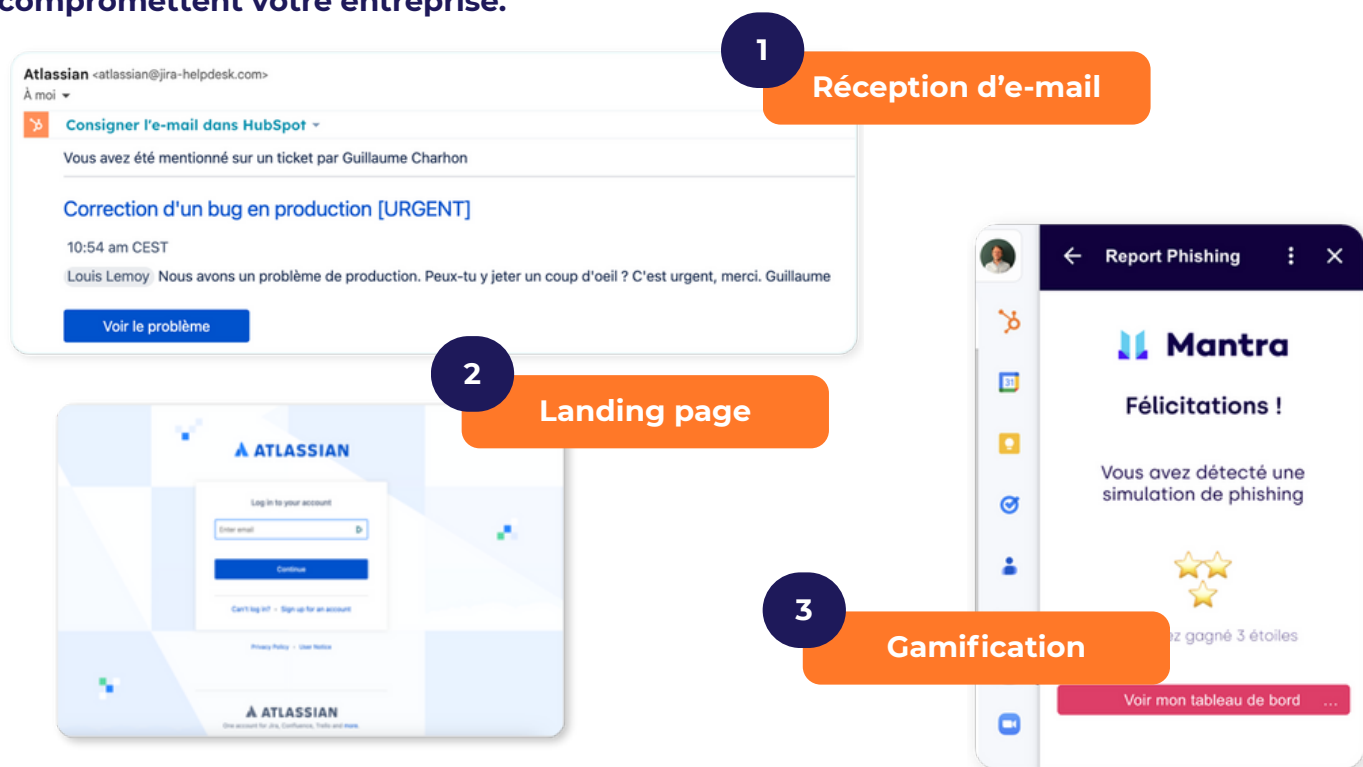 compromettent votre entreprise.
1
Réception d'e-mail
Atlassian <atlassian@jira-helpdesk.com>
À moi
Consigner l'e-mail dans HubSpot
Vous avez été mentionné sur un ticket par Guillaume Charhon
Correction d'un bug en production [URGENT]
10:54 am CEST
Louis Lemoy Nous avons un problème de production. Peux-tu y jeter un coup d'oeil ? C'est urgent, merci. Guillaume
Voir le problème
2
Landing page
ATLASSIAN
Log in to your account
Enter email
Continue
Can't log in? • Sign up for an account
Privacy Policy • User Notice
ATLASSIAN
One account for Jira, Confluence, Trello and more.
3
Gamification
Report Phishing
31
Mantra
Félicitations !
Vous avez détecté une
simulation de phishing
gagné 3 étoiles
Voir mon tableau de bord ...